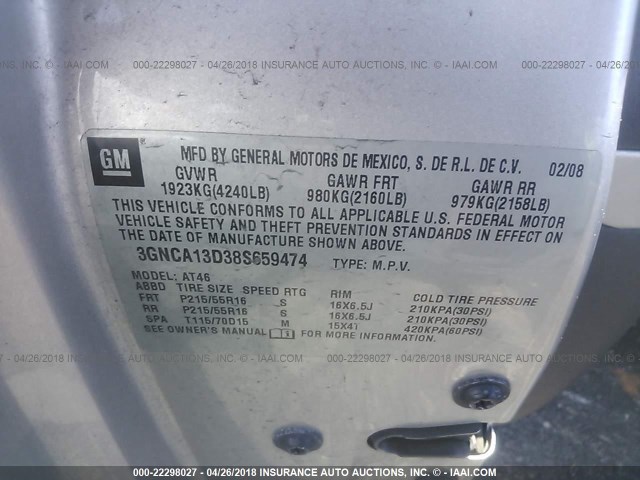 000-22298027 - 04/26/2018 INSURANCE AUTO AUCTIONS. - IAAI.COM
GM
MFD BY GENERAL MOTORS DE MEXICO, S. DE R.L. DE C.V. 02/08
GVWR GAWR FRT GAWR RR
1923KG(4240LB) 980KG(2160LB) 979KG(2158LB)
THIS VEHICLE CONFORMS TO ALL APPLICABLE U.S. FEDERAL MOTOR
VEHICLE SAFETY AND THEFT PREVENTION STANDARDS IN EFFECT ON
THE DATE OF MANUFACTURE SHOWN ABOVE.
3GNCA13D38S659474 TYPE: M.P.V.
MODEL: AT46
ABBD TIRE SIZE SPEED RTG RIM COLD TIRE PRESSURE
FRT P215/55R16 S 16X6.5J 210KPA(30PSI)
RR P215/55R16 S 16X6.5J 210KPA(30PSI)
SPA T115/70D15 M 15X4T 420KPA(60PSI)
SEE OWNER'S MANUAL FOR MORE INFORMATION.
000-22298027 - 04/26/2018 INSURANCE AUTO AUCTIONS. - IAAI.COM
000-22298027 - 04/26/2018 INSURANCE AUTO AUCTIONS. - IAAI.COM